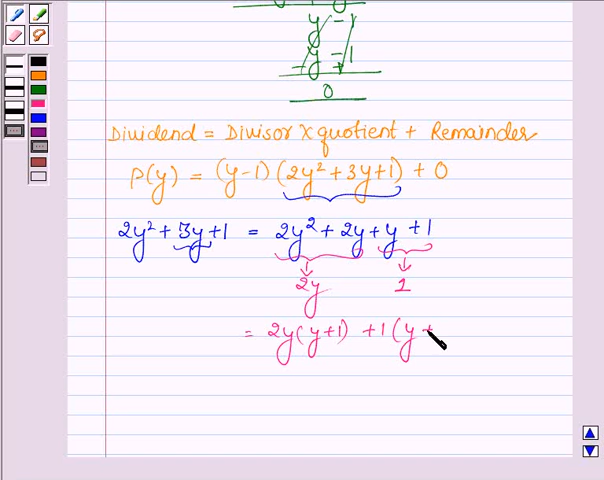 y - 1
- y - 1
0
Dividend = Divisor × quotient + Remainder
P(y) = (y-1) (2y² + 3y + 1) + 0
2y² + 3y + 1 = 2y² + 2y + y + 1
2y 1
= 2y(y+1) + 1(y +